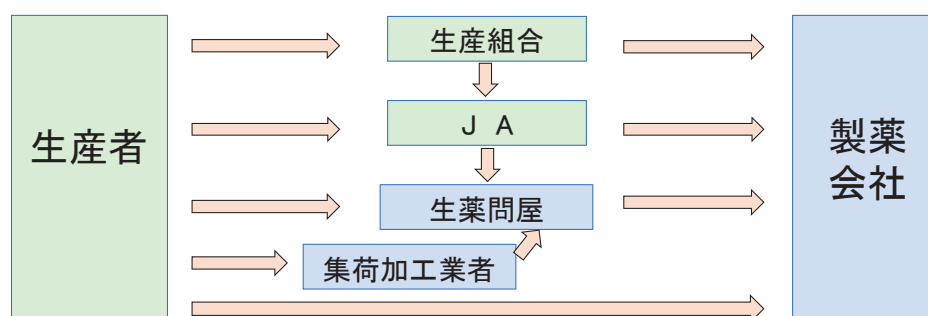 生産者
生産組合
Ｊ Ａ
生薬問屋
集荷加工業者
製薬
会社